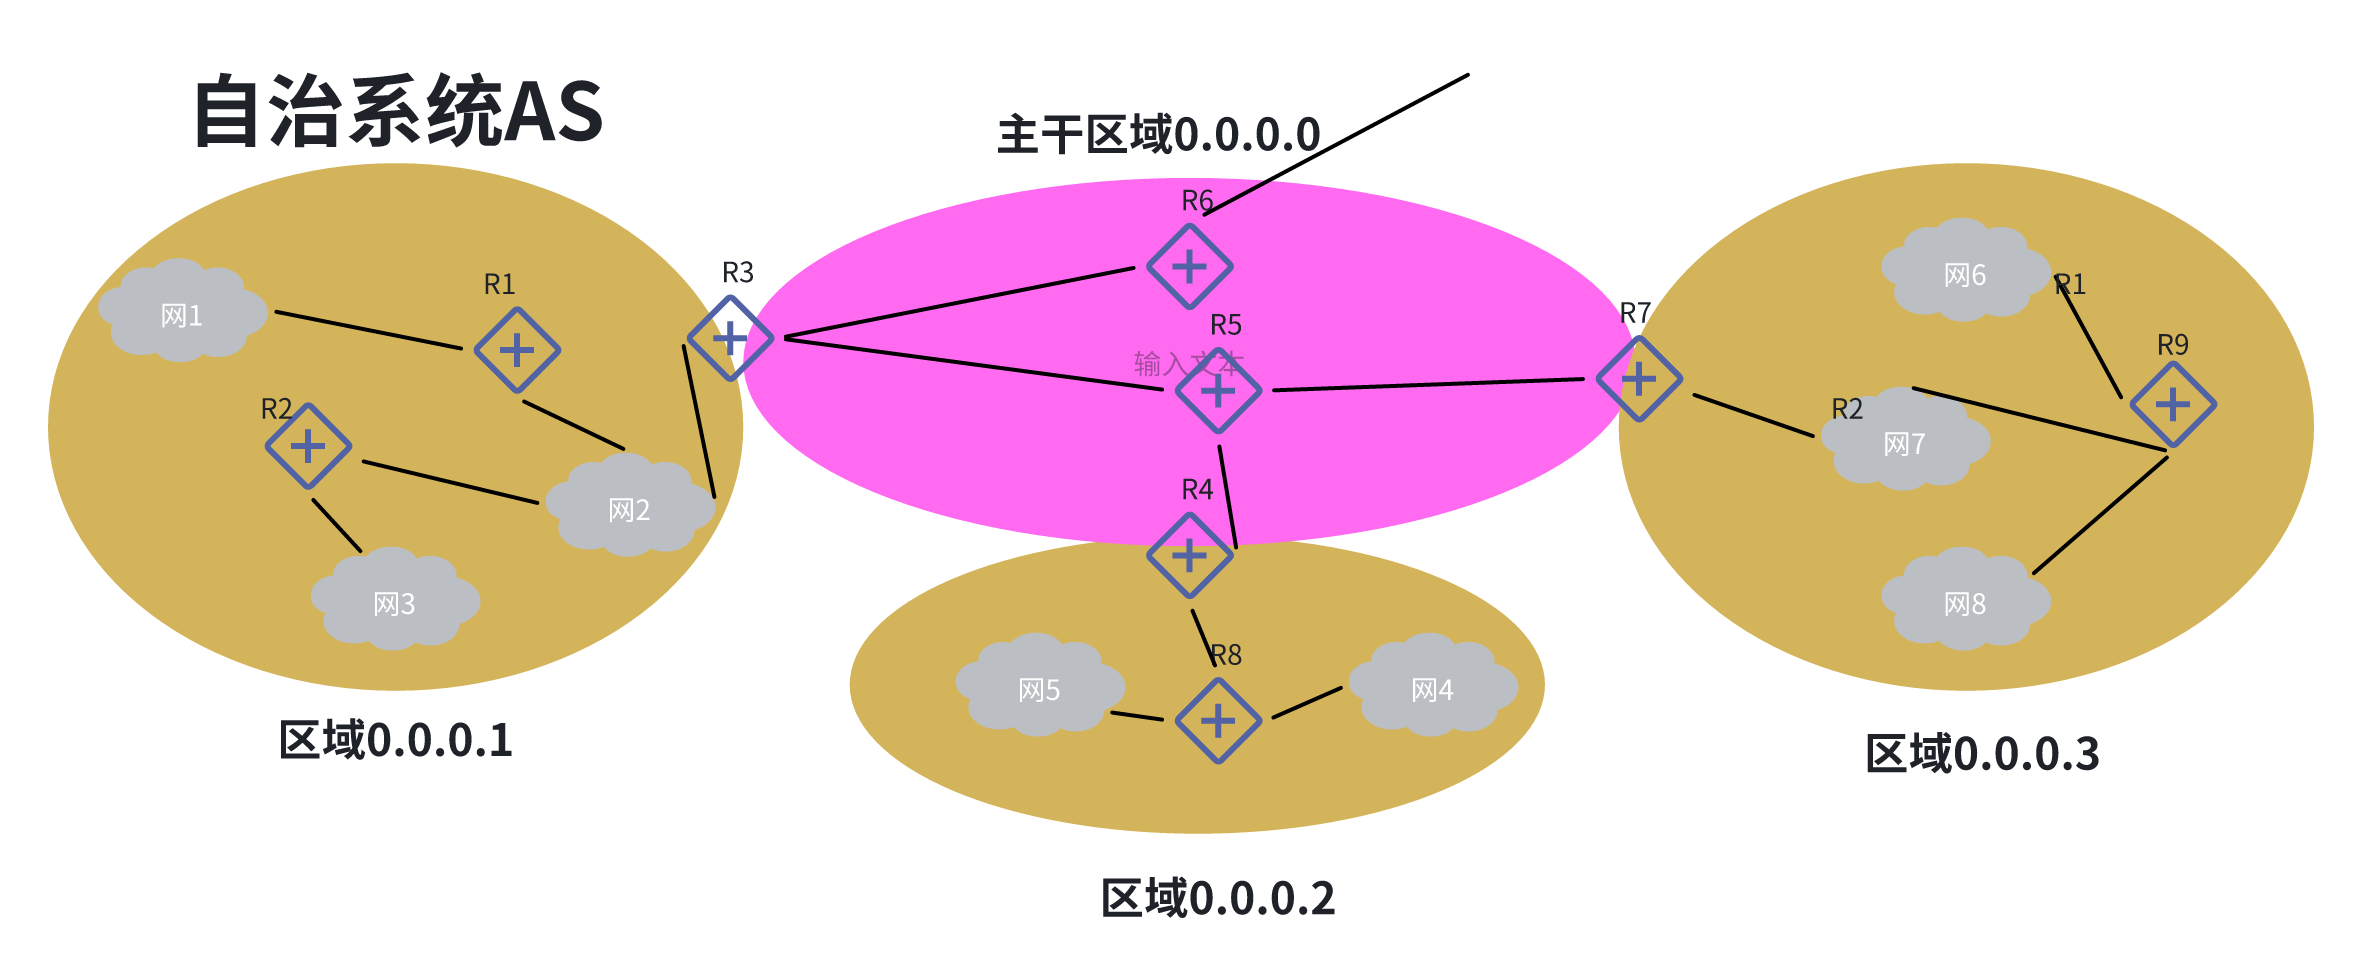 自治系统AS
主干区域0.0.0.0
R6
R3
R1
网1
R2
网2
网3
R5
输入文本
R7
R4
网6
R1
R9
R2
网7
网8
R8
网5
网4
区域0.0.0.1
区域0.0.0.3
区域0.0.0.2